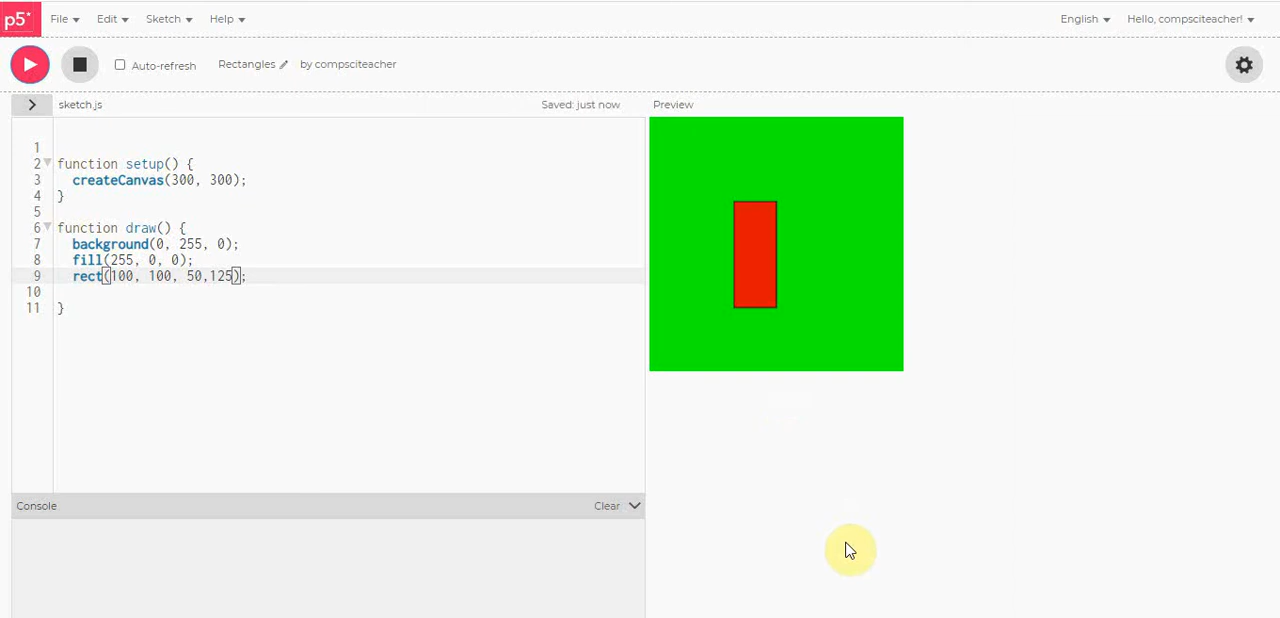 p5* File Edit Sketch Help English Hello, compsciteacher!
Auto-refresh Rectangles by compsciteacher
sketch.js Saved: just now Preview
1
2 function setup() {
3 createCanvas(300, 300);
4 }
5
6 function draw() {
7 background(0, 255, 0);
8 fill(255, 0, 0);
9 rect(100, 100, 50,125);
10
11 }
Console Clear